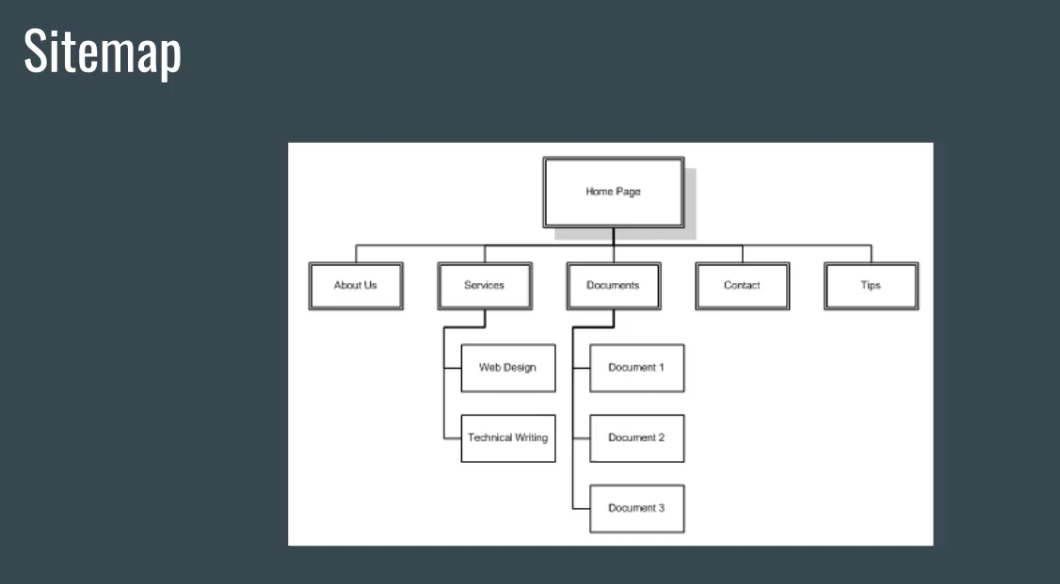 Sitemap
Home Page
About Us
Services
Documents
Contact
Tips
Web Design
Document 1
Technical Writing
Document 2
Document 3